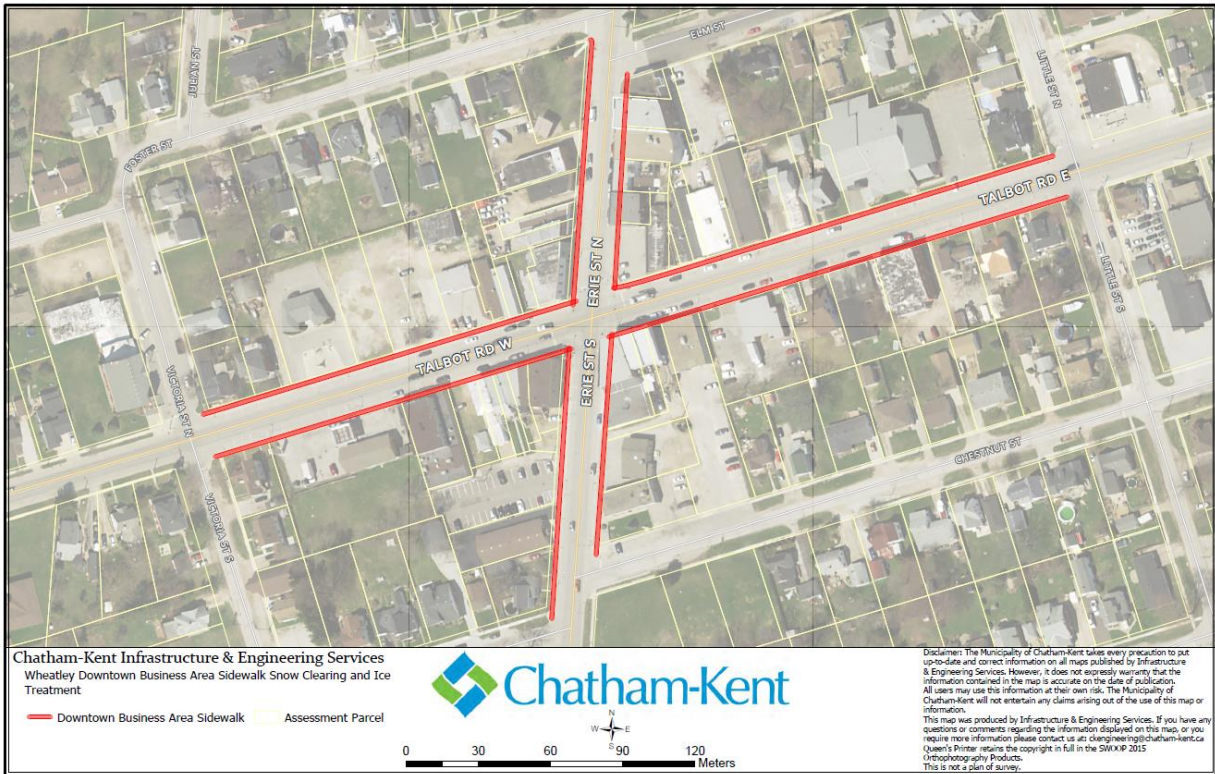 ELM ST
JULIAN ST
LITTLE ST N
FOSTER ST
TALBOT RD E
ERIE ST N
LITTLE ST S
TALBOT RD W
ERIE ST S
VICTORIA ST N
CHESTNUT ST
VICTORIA ST S
Chatham-Kent Infrastructure & Engineering Services
Wheatley Downtown Business Area Sidewalk Snow Clearing and Ice
Treatment
Downtown Business Area Sidewalk
Assessment Parcel
Chatham-Kent
N
W E
S
0 30 60 90 120
Meters
Disclaimer: The Municipality of Chatham-Kent takes every precaution to put
up-to-date and correct information on all maps published by Infrastructure
& Engineering Services. However, it does not expressly warranty that the
information contained in the map is accurate on the date of publication.
All users may use this information at their own risk. The Municipality of
Chatham-Kent will not entertain any claims arising out of the use of this map or
information.
This map was produced by Infrastructure & Engineering Services. If you have any
questions or comments regarding the information displayed on this map, or you
require more information please contact us at: ckengineering@chatham-kent.ca
Queen's Printer retains the copyright in full in the SWOOP 2015
Orthophotography Products.
This is not a plan of survey.